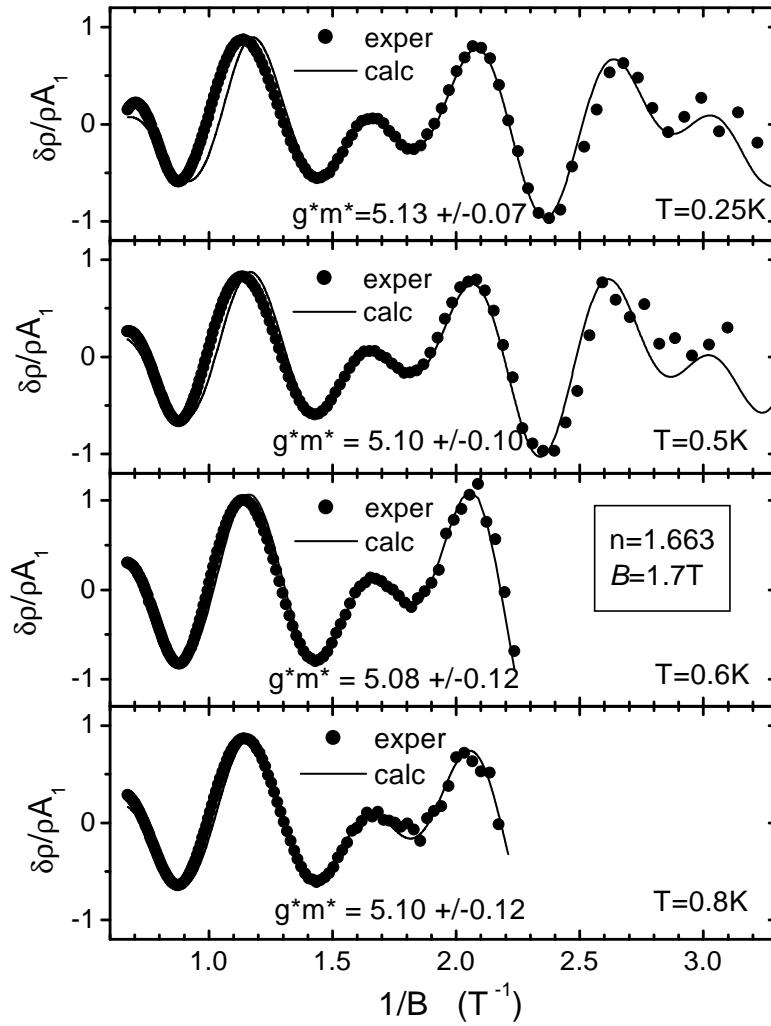 δρ/ρA₁
1
0
-1
exper
calc
g*m*=5.13 +/-0.07
T=0.25K
δρ/ρA₁
1
0
-1
exper
calc
g*m* = 5.10 +/-0.10
T=0.5K
δρ/ρA₁
1
0
-1
exper
calc
n=1.663
B=1.7T
g*m* = 5.08 +/-0.12
T=0.6K
δρ/ρA₁
1
0
-1
exper
calc
g*m* = 5.10 +/-0.12
T=0.8K
1.0 1.5 2.0 2.5 3.0
1/B (T⁻¹)